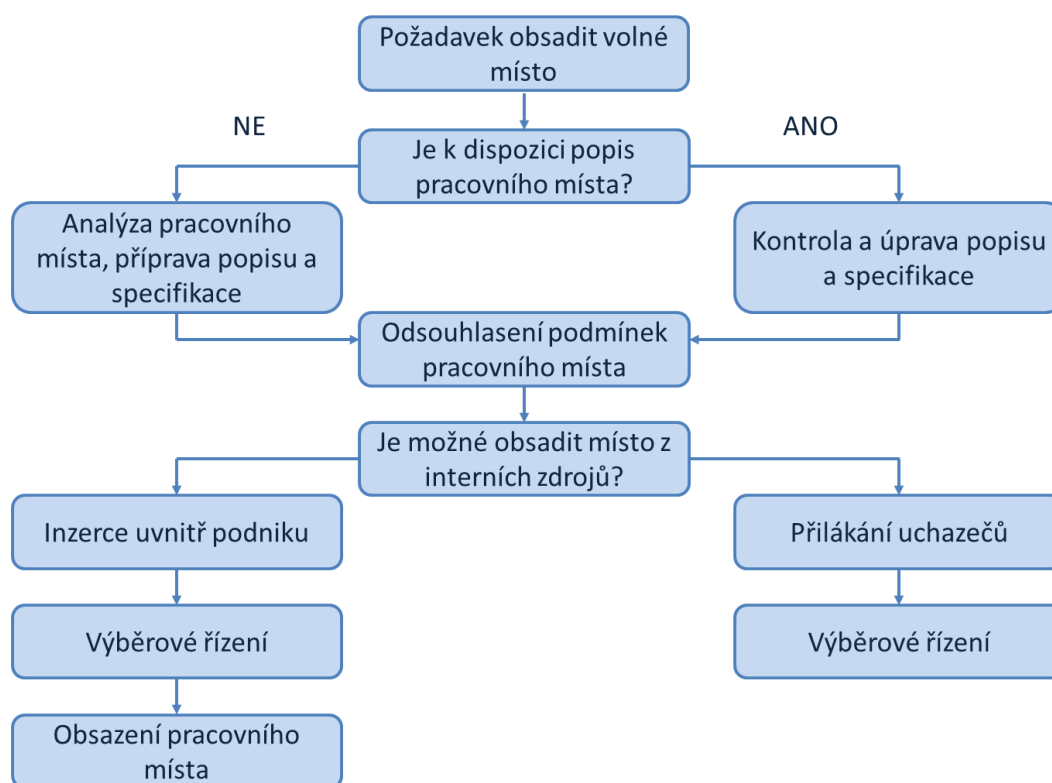 Požadavek obsadit volné
místo
NE
ANO
Je k dispozici popis
pracovního místa?
Analýza pracovního
místa, příprava popisu a
specifikace
Kontrola a úprava popisu
a specifikace
Odsouhlasení podmínek
pracovního místa
Je možné obsadit místo z
interních zdrojů?
Inzerce uvnitř podniku
Přilákání uchazečů
Výběrové řízení
Výběrové řízení
Obsazení pracovního
místa